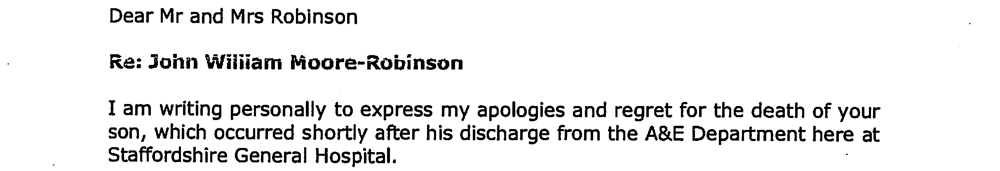 Dear Mr and Mrs Robinson
Re: John William Moore-Robinson
I am writing personally to express my apologies and regret for the death of your
son, which occurred shortly after his discharge from the A&E Department here at
Staffordshire General Hospital.